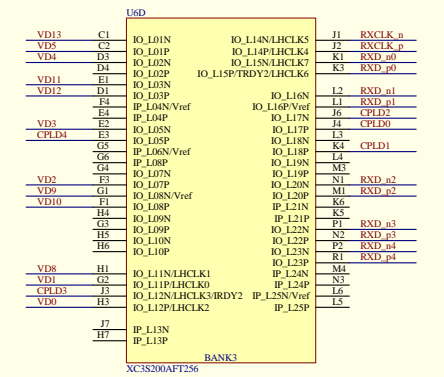 U6D
VD13 C1 IO_L01N IO_L14N/LHCLK5 J1 RXCLK_n
VD5 C2 IO_L01P IO_L14P/LHCLK4 J2 RXCLK_p
VD4 D3 IO_L02N IO_L15N/LHCLK7 K1 RXD_n0
D4 IO_L02P IO_L15P/TRDY2/LHCLK6 K3 RXD_p0
VD11 E1 IO_L03N
VD12 D1 IO_L03P IO_L16N L2 RXD_n1
F4 IP_L04N/Vref IO_L16P/Vref L1 RXD_p1
E4 IP_L04P IO_L17N J6 CPLD2
VD3 E2 IO_L05N IO_L17P J4 CPLD0
CPLD4 E3 IO_L05P IO_L18N L3
G5 IP_L06N/Vref IO_L18P K4 CPLD1
G6 IP_L08P IO_L19N L4
G4 IO_L07N IO_L19P M3
VD2 F3 IO_L07P IO_L20N N1 RXD_n2
VD9 G1 IO_L08N/Vref IO_L20P M1 RXD_p2
VD10 F1 IO_L08P IP_L21N K6
H4 IO_L09N IP_L21P K5
G3 IO_L09P IO_L22N P1 RXD_n3
H5 IO_L10N IO_L22P N2 RXD_p3
H6 IO_L10P IO_L23N P2 RXD_n4
IO_L23P R1 RXD_p4
VD8 H1 IO_L11N/LHCLK1 IP_L24N M4
VD1 G2 IO_L11P/LHCLK0 IP_L24P N3
CPLD3 J3 IO_L12N/LHCLK3/IRDY2 IP_L25N/Vref L6
VD0 H3 IO_L12P/LHCLK2 IP_L25P L5
J7 IP_L13N
H7 IP_L13P
BANK3
XC3S200AFT256